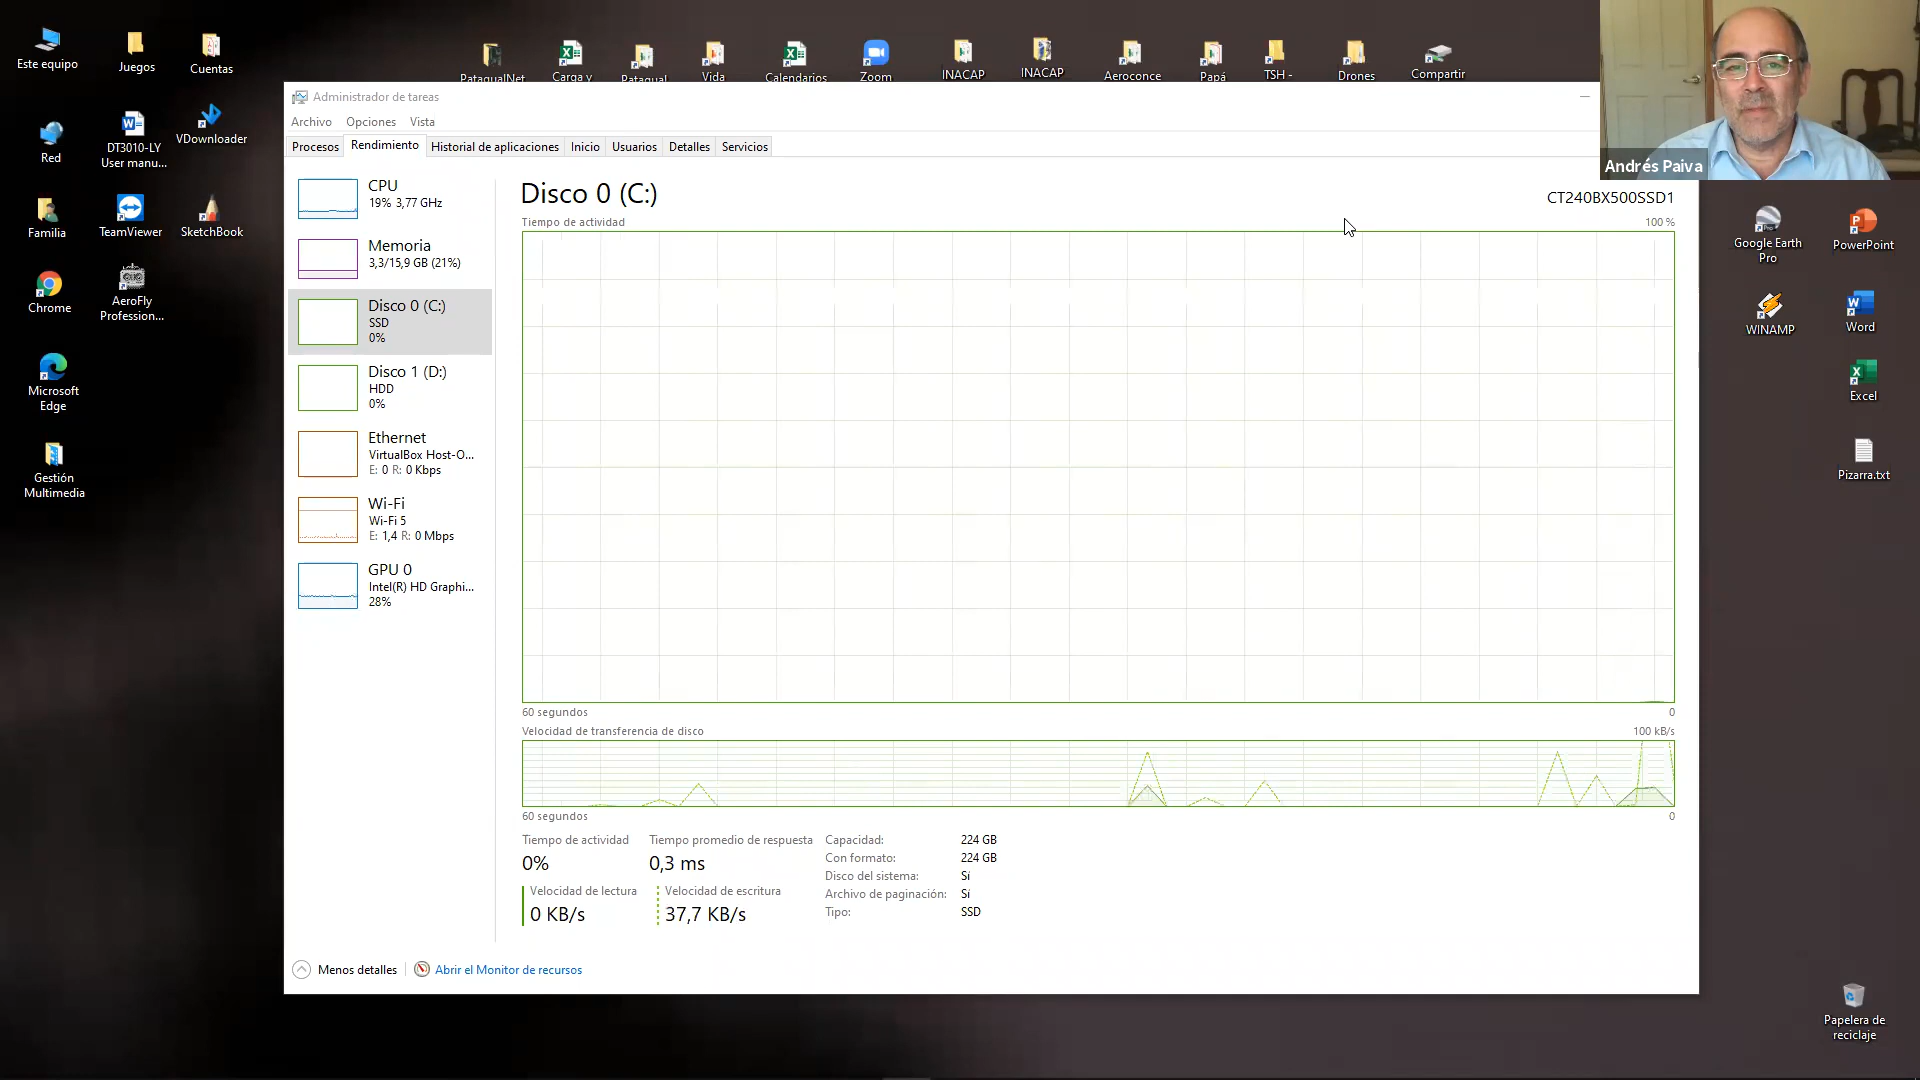 Este equipo
Juegos
Cuentas
PataqualNet
Carga y
Pataqual
Vida
Calendarios
Zoom
INACAP
INACAP
Aeroconce
Papá
TSH -
Drones
Compartir
Red
DT3010-LY
User manu...
VDownloader
Familia
TeamViewer
SketchBook
Chrome
AeroFly
Profession...
Microsoft
Edge
Gestión
Multimedia
Administrador de tareas
Archivo Opciones Vista
Procesos Rendimiento Historial de aplicaciones Inicio Usuarios Detalles Servicios
CPU
19% 3,77 GHz
Memoria
3,3/15,9 GB (21%)
Disco 0 (C:)
SSD
0%
Disco 1 (D:)
HDD
0%
Ethernet
VirtualBox Host-O...
E: 0 R: 0 Kbps
Wi-Fi
Wi-Fi 5
E: 1,4 R: 0 Mbps
GPU 0
Intel(R) HD Graphi...
28%
Disco 0 (C:)
CT240BX500SSD1
Tiempo de actividad
100 %
60 segundos
0
Velocidad de transferencia de disco
100 kB/s
60 segundos
0
Tiempo de actividad
0%
Tiempo promedio de respuesta
0,3 ms
Velocidad de lectura
0 KB/s
Velocidad de escritura
37,7 KB/s
Capacidad: 224 GB
Con formato: 224 GB
Disco del sistema: Sí
Archivo de paginación: Sí
Tipo: SSD
Menos detalles
Abrir el Monitor de recursos
Andrés Paiva
Google Earth
Pro
PowerPoint
WINAMP
Word
Excel
Pizarra.txt
Papelera de
reciclaje